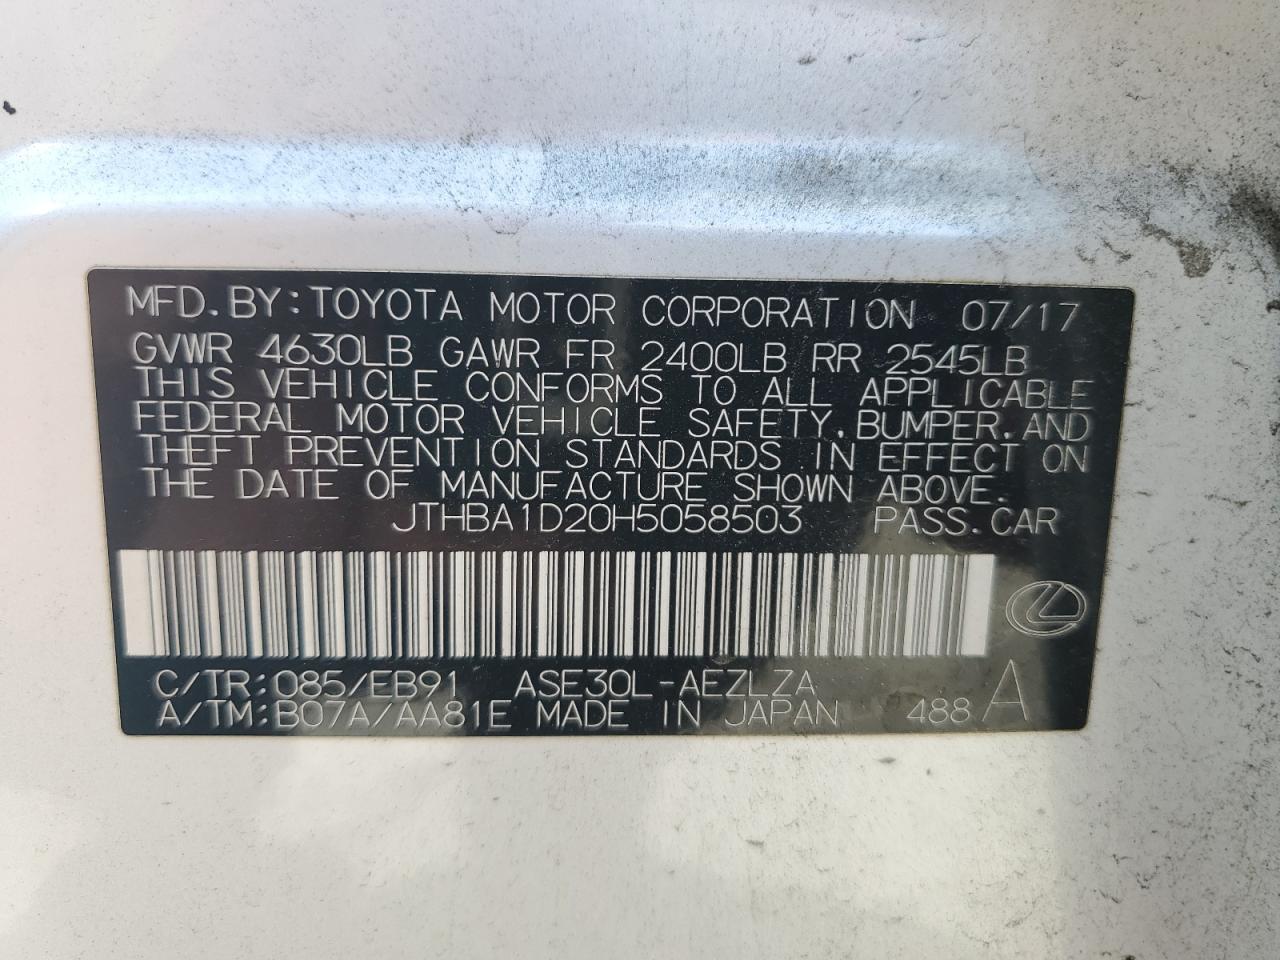 MFD.BY:TOYOTA MOTOR CORPORATION 07/17
GVWR 4630LB GAWR FR 2400LB RR 2545LB
THIS VEHICLE CONFORMS TO ALL APPLICABLE
FEDERAL MOTOR VEHICLE SAFETY,BUMPER,AND
THEFT PREVENTION STANDARDS IN EFFECT ON
THE DATE OF MANUFACTURE SHOWN ABOVE.
JTHBA1D20H5058503 PASS.CAR
C/TR:085/EB91 ASE30L-AEZLZA
A/TM:B07A/AA81E MADE IN JAPAN 488 A